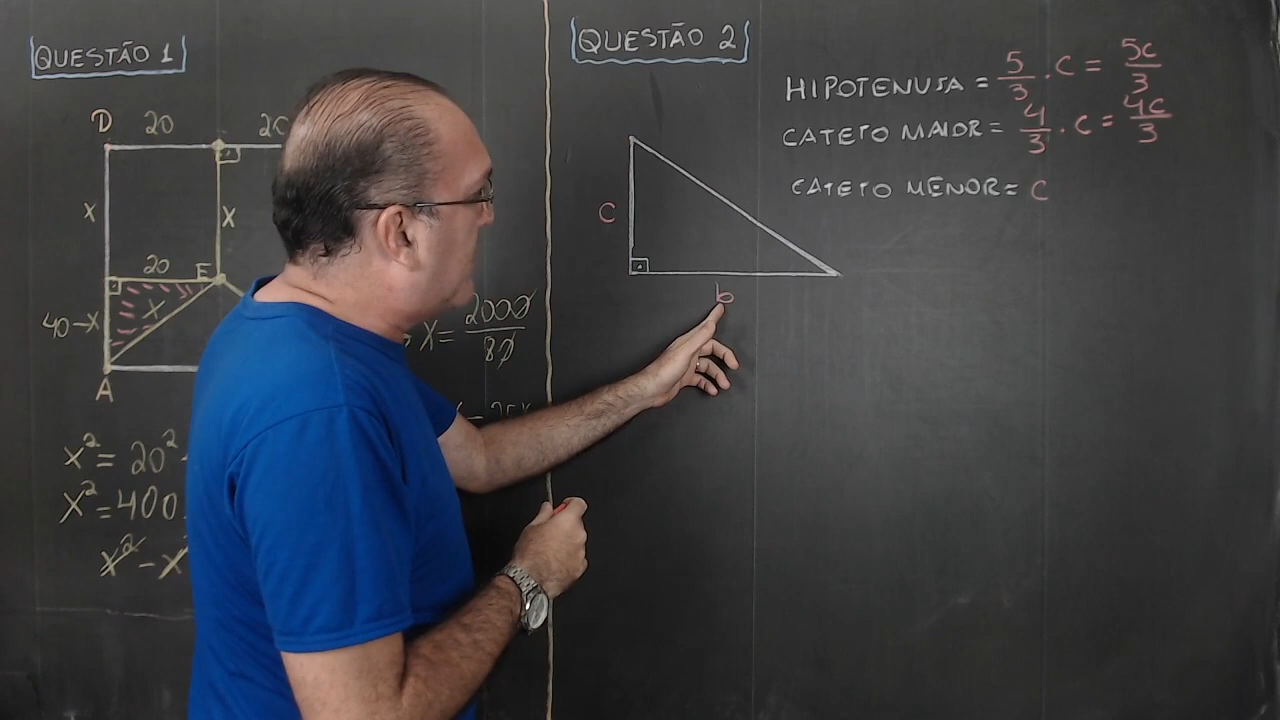 QUESTÃO 1
D 20
x x
20 E
40-x x
A
x² = 20²
x² = 400
x² - x
x = 2000/80
QUESTÃO 2
HIPOTENUSA = 5/3 . c = 5c/3
CATETO MAIOR = 4/3 . c = 4c/3
CATETO MENOR = c
c
b